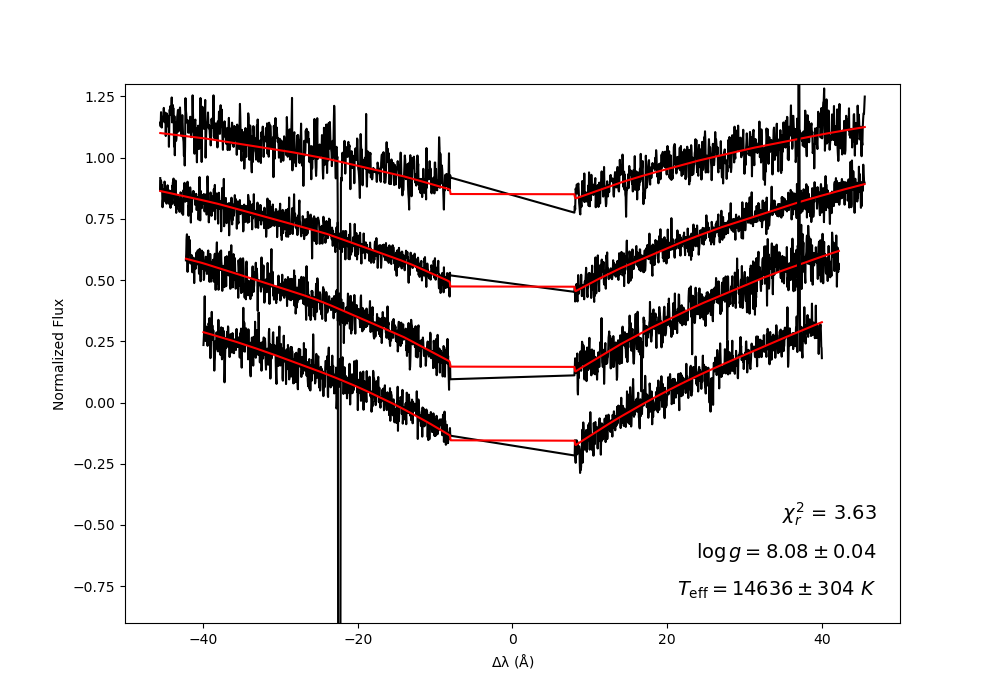 1.25
1.00
0.75
0.50
0.25
0.00
−0.25
−0.50
−0.75
Normalized Flux
−40
−20
0
20
40
Δλ (Å)
χ²ᵣ = 3.63
log g = 8.08 ± 0.04
T_eff = 14636 ± 304 K